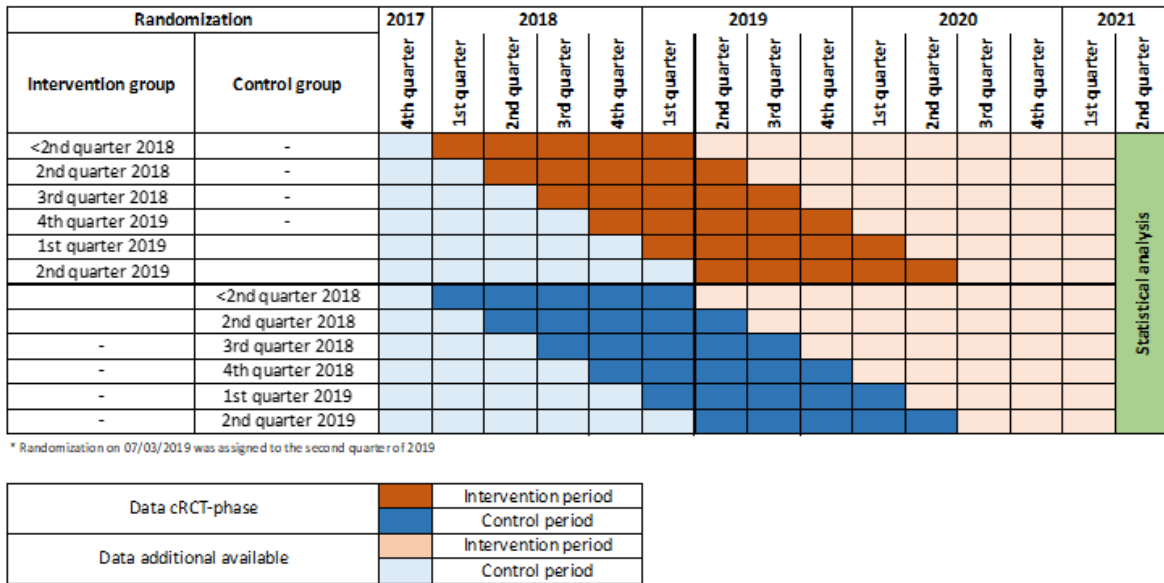 Randomization 2017 2018 2019 2020 2021
Intervention group Control group 4th quarter 1st quarter 2nd quarter 3rd quarter 4th quarter 1st quarter 2nd quarter 3rd quarter 4th quarter 1st quarter 2nd quarter 3rd quarter 4th quarter 1st quarter 2nd quarter
<2nd quarter 2018 -
2nd quarter 2018 -
3rd quarter 2018 -
4th quarter 2019 -
1st quarter 2019
2nd quarter 2019
<2nd quarter 2018
2nd quarter 2018
- 3rd quarter 2018
- 4th quarter 2018
- 1st quarter 2019
- 2nd quarter 2019
Statistical analysis
* Randomization on 07/03/2019 was assigned to the second quarter of 2019
Data cRCT-phase Intervention period
Control period
Data additional available Intervention period
Control period